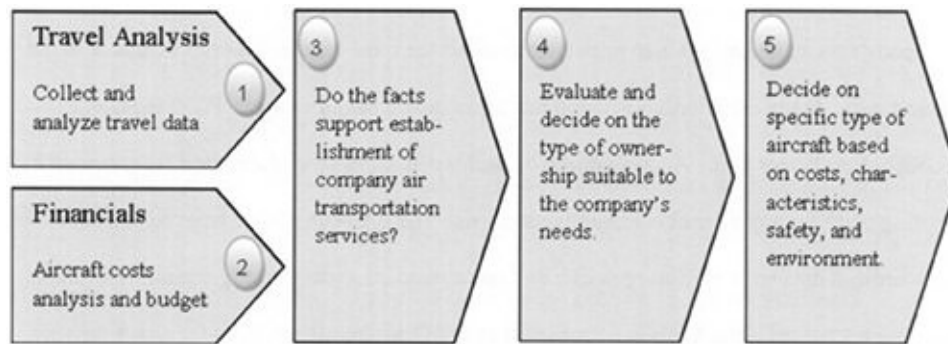 Travel Analysis
1
Collect and
analyze travel data
Financials
2
Aircraft costs
analysis and budget
3
Do the facts
support estab-
lishment of
company air
transportation
services?
4
Evaluate and
decide on the
type of owner-
ship suitable to
the company's
needs.
5
Decide on
specific type of
aircraft based
on costs, char-
acteristics,
safety, and
environment.